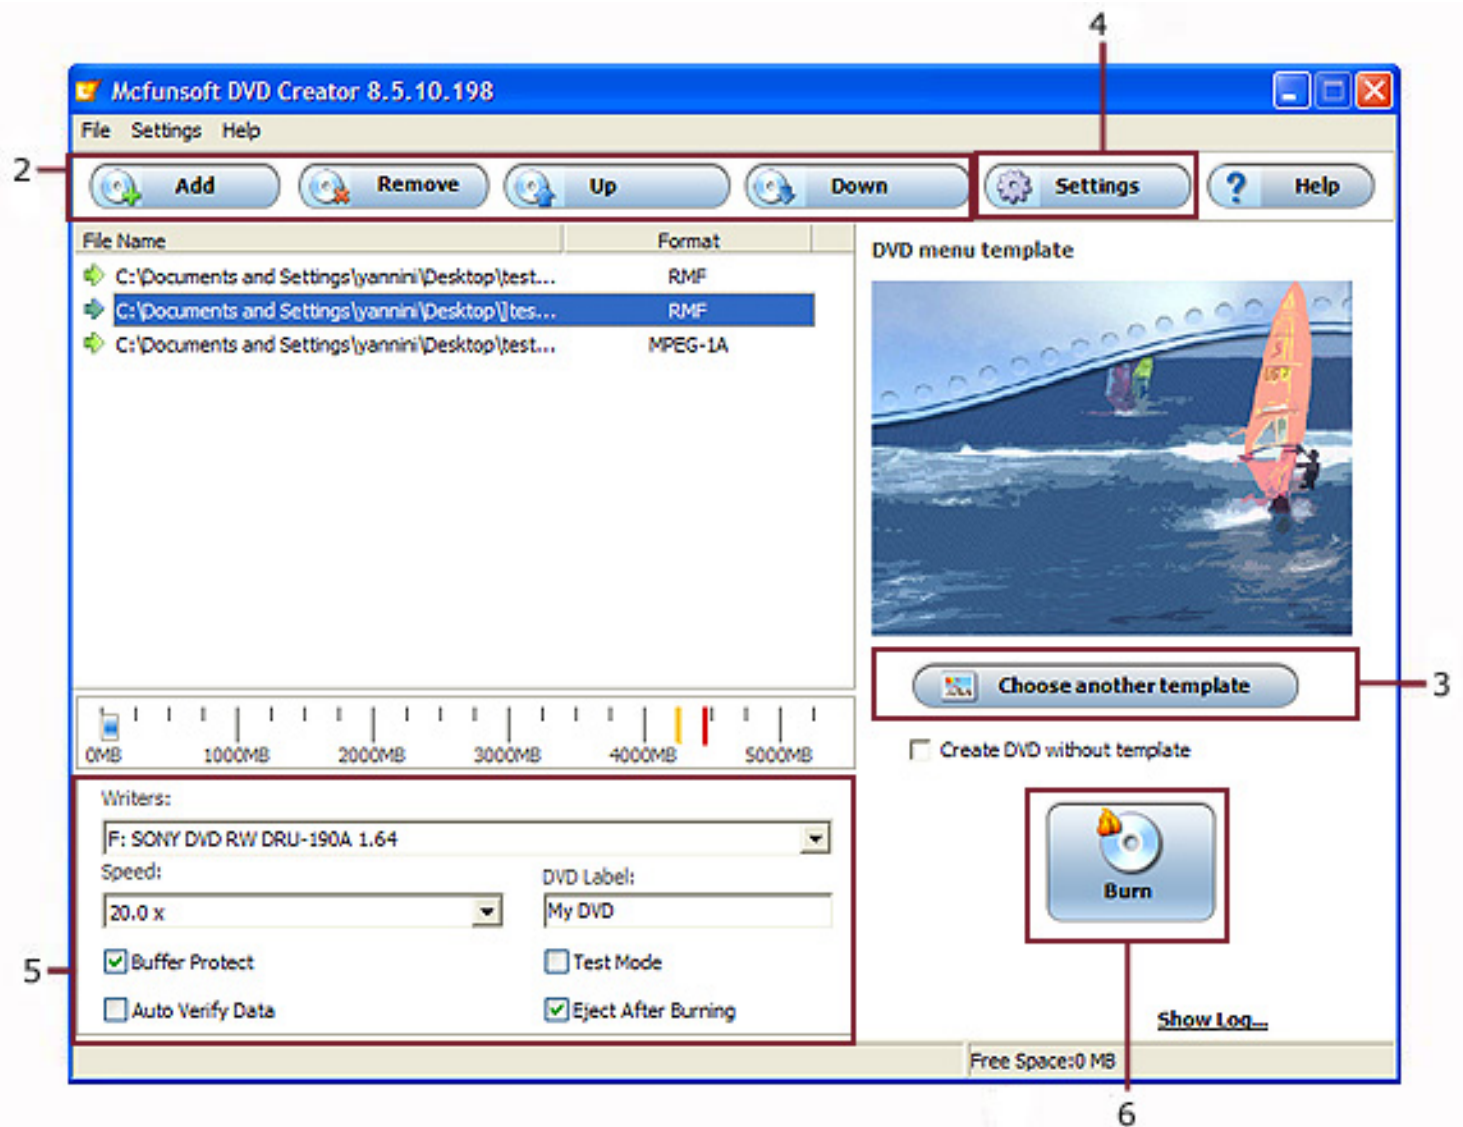 4
Mcfunsoft DVD Creator 8.5.10.198
File Settings Help
2
Add Remove Up Down Settings ? Help
File Name Format
C:\Documents and Settings\yannini\Desktop\test... RMF
C:\Documents and Settings\yannini\Desktop\]tes... RMF
C:\Documents and Settings\yannini\Desktop\test... MPEG-1A
DVD menu template
Choose another template
3
0MB 1000MB 2000MB 3000MB 4000MB 5000MB
Create DVD without template
Writers:
F: SONY DVD RW DRU-190A 1.64
Speed:
DVD Label:
20.0 x
My DVD
Burn
5
Buffer Protect
Test Mode
Auto Verify Data
Eject After Burning
Show Log...
Free Space:0 MB
6